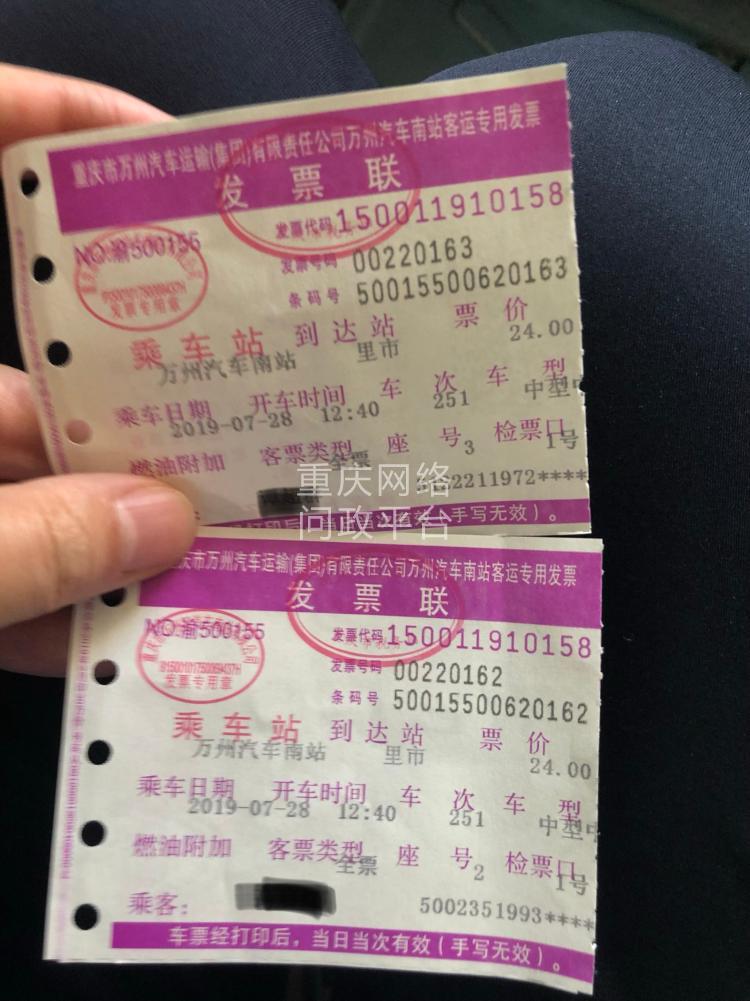 重庆市万州汽车运输(集团)有限责任公司万州汽车南站客运专用发票
发 票 联
发票代码 150011910158
NO.渝500155
发票号码 00220163
条码号 50015500620163
91500101750069437H
发票专用章
乘车站 到达站 票价
万州汽车南站 里市 24.00
乘车日期 开车时间 车次 车型
2019-07-28 12:40 251 中型中
燃油附加 客票类型 座号 检票口
全票 3 1号
5122211972****
重庆网络
问政平台
(手写无效)。
重庆市万州汽车运输(集团)有限责任公司万州汽车南站客运专用发票
发 票 联
发票代码 150011910158
NO.渝500155
发票号码 00220162
条码号 50015500620162
91500101750069437H
发票专用章
乘车站 到达站 票价
万州汽车南站 里市 24.00
乘车日期 开车时间 车次 车型
2019-07-28 12:40 251 中型中
燃油附加 客票类型 座号 检票口
全票 2 1号
乘客: 5002351993****
车票经打印后，当日当次有效(手写无效)。